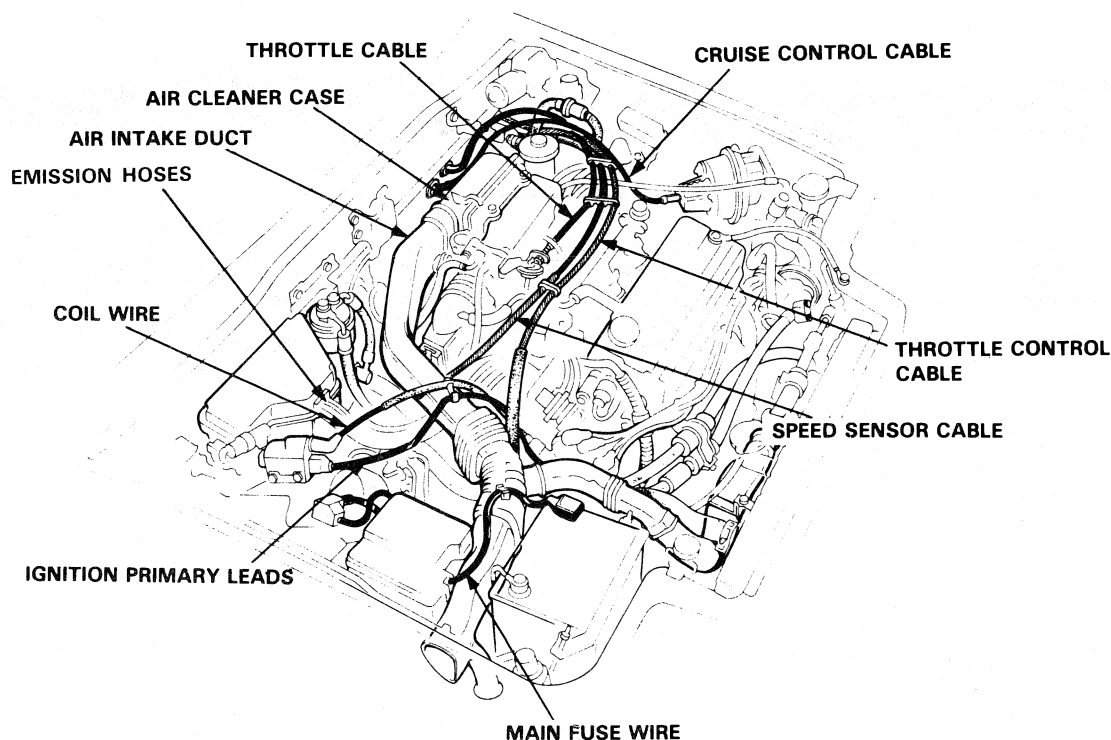 THROTTLE CABLE
CRUISE CONTROL CABLE
AIR CLEANER CASE
AIR INTAKE DUCT
EMISSION HOSES
COIL WIRE
THROTTLE CONTROL
CABLE
SPEED SENSOR CABLE
IGNITION PRIMARY LEADS
MAIN FUSE WIRE